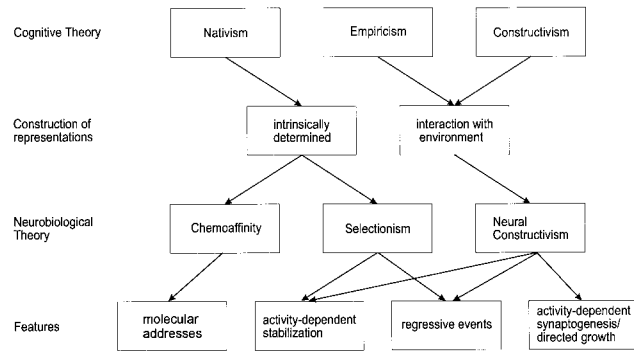 Cognitive Theory
Nativism
Empiricism
Constructivism
Construction of
representations
intrinsically
determined
interaction with
environment
Neurobiological
Theory
Chemoaffinity
Selectionism
Neural
Constructivism
Features
molecular
addresses
activity-dependent
stabilization
regressive events
activity-dependent
synaptogenesis/
directed growth